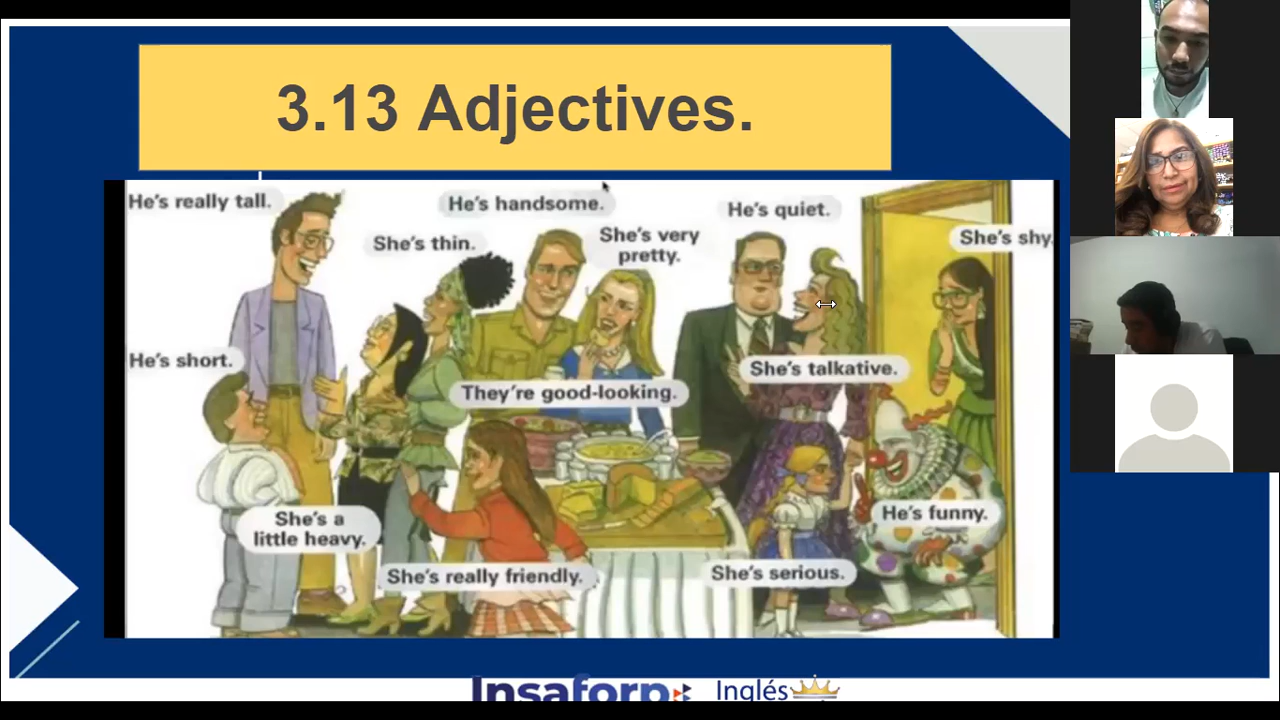 3.13 Adjectives.
He's really tall.
He's handsome.
He's quiet.
She's thin.
She's very
pretty.
She's shy.
He's short.
She's talkative.
They're good-looking.
She's a
little heavy.
He's funny.
She's really friendly.
She's serious.
Insaforp
Inglés